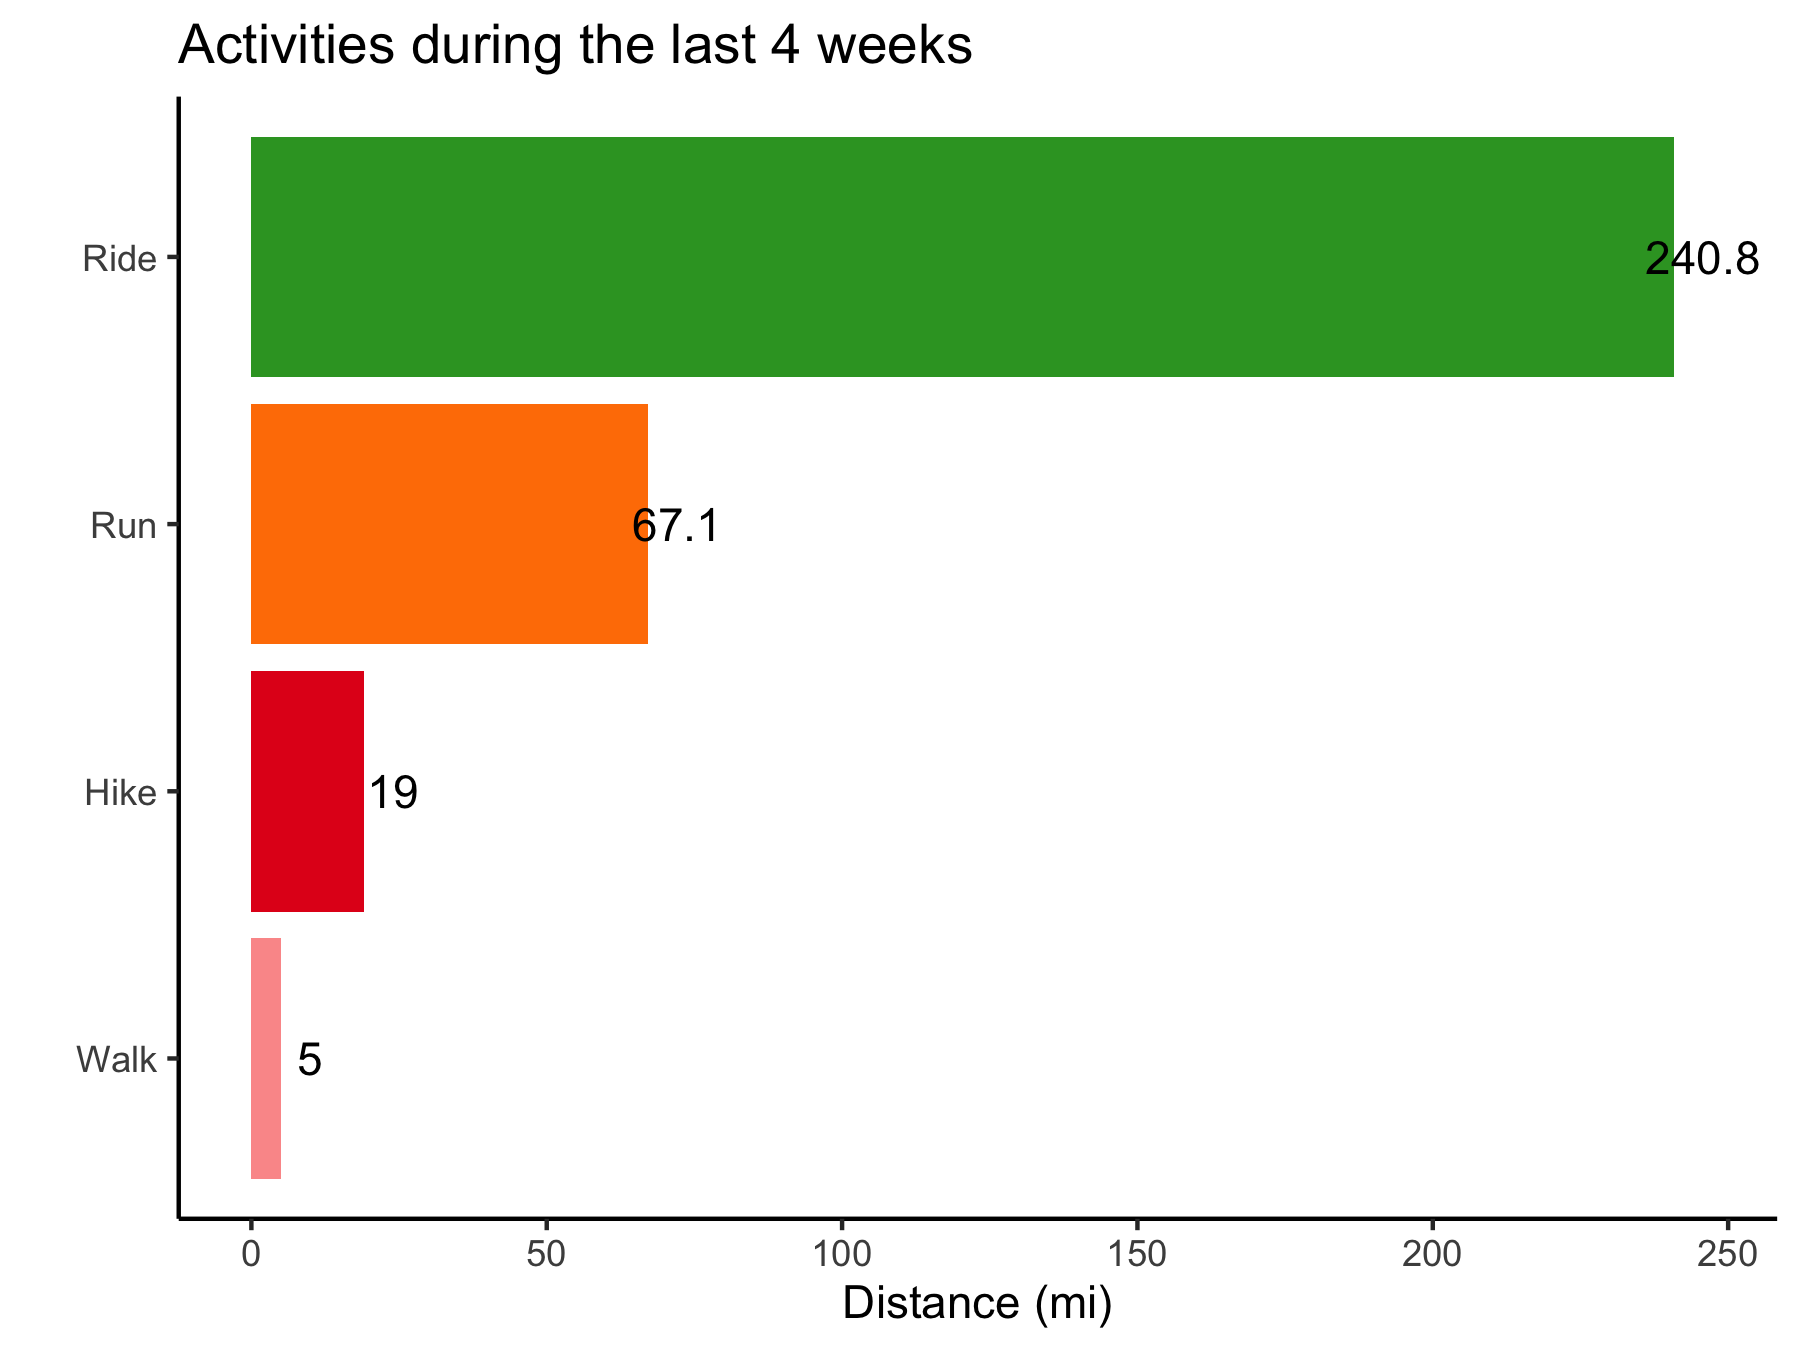 Activities during the last 4 weeks
Ride
240.8
Run
67.1
Hike
19
Walk
5
0 50 100 150 200 250
Distance (mi)